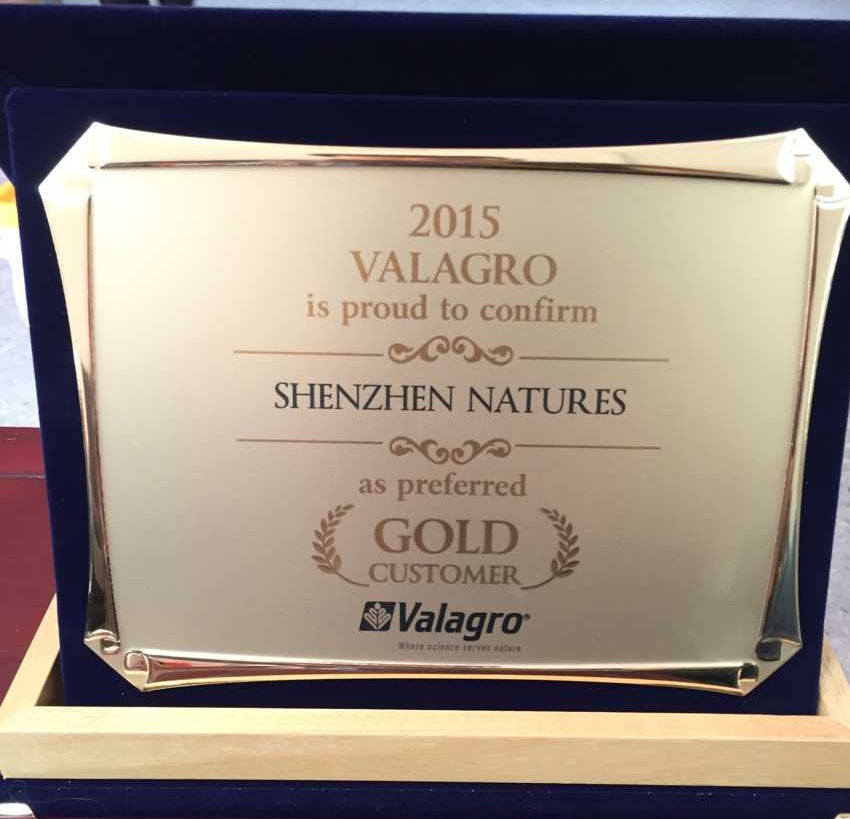 2015
VALAGRO
is proud to confirm
SHENZHEN NATURES
as preferred
GOLD
CUSTOMER
Valagro®
Where science serves nature